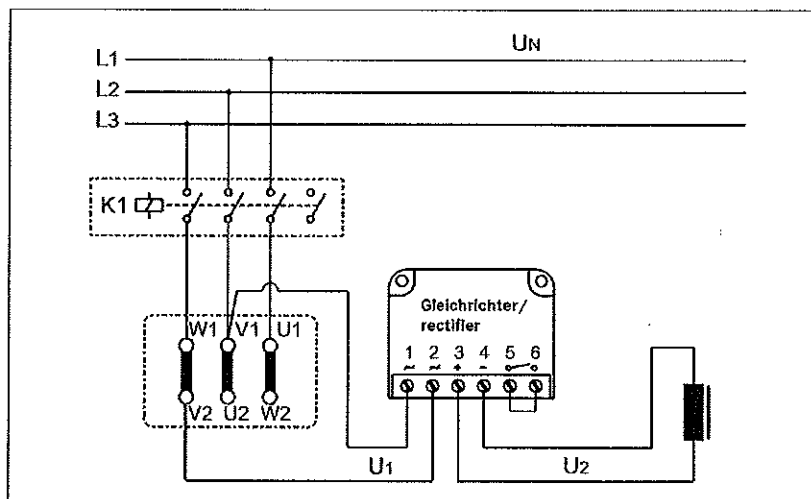 UN
L1
L2
L3
K1
W1 V1 U1
V2 U2 W2
Gleichrichter/
rectifier
1 2 3 4 5 6
~ ~ + -
U1
U2